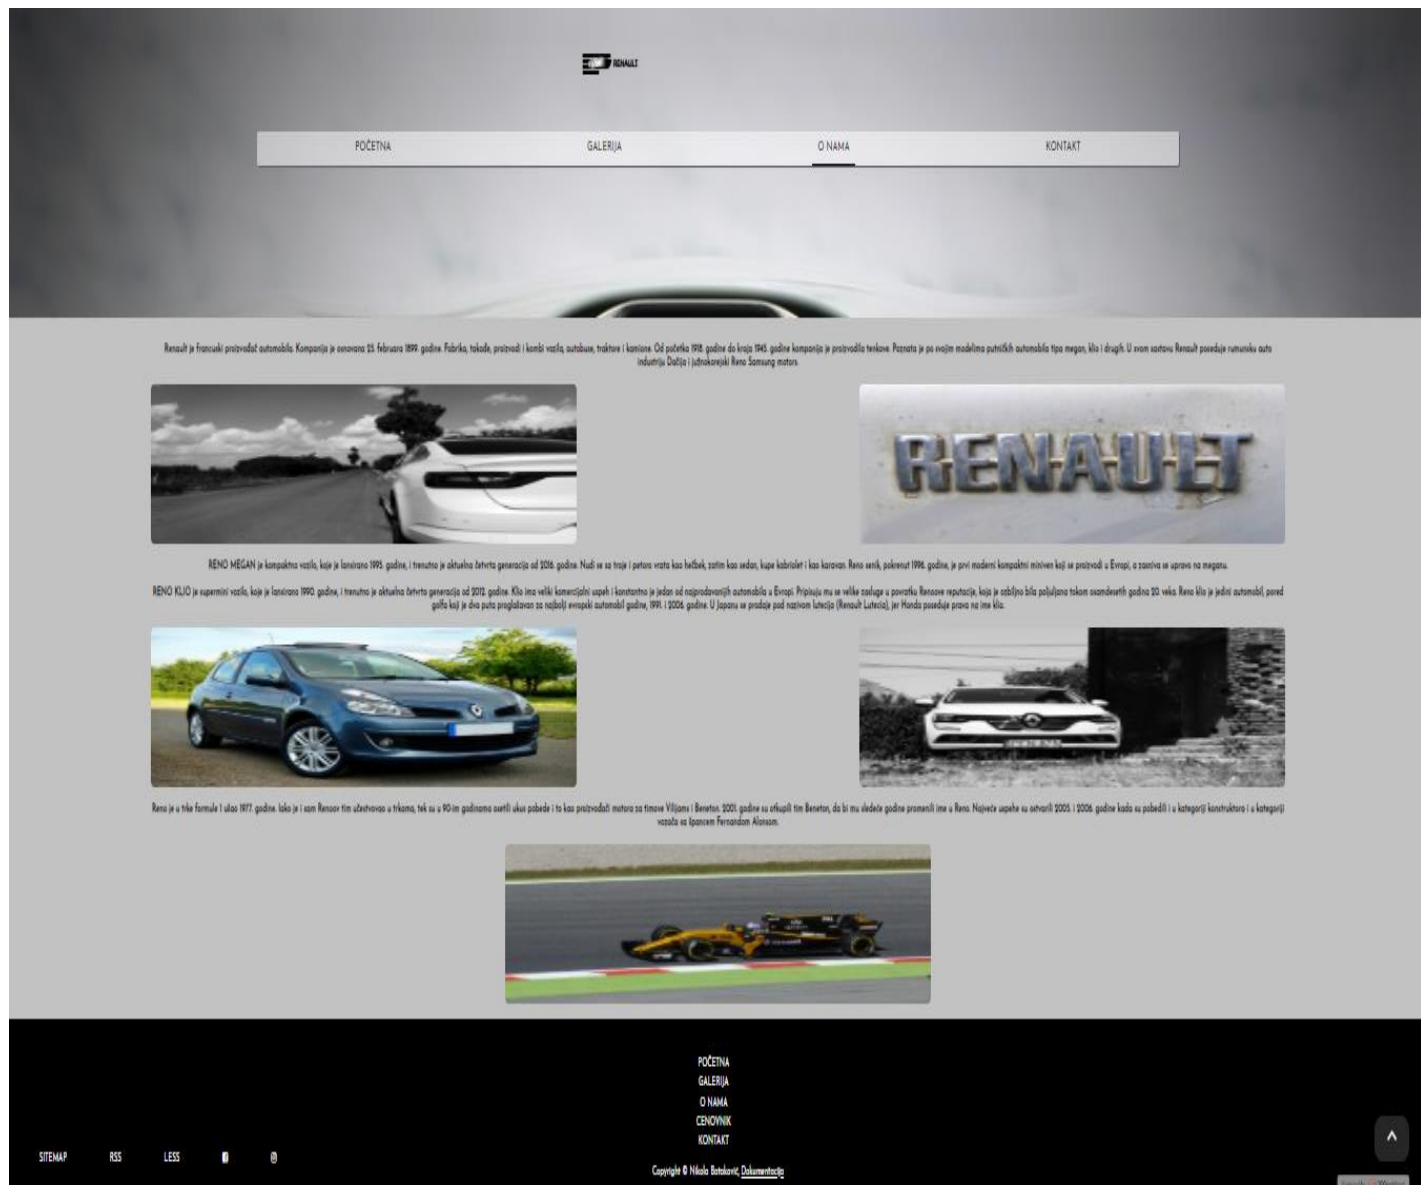 RENAULT
POČETNA GALERIJA O NAMA KONTAKT
Renault je francuski proizvođač automobila. Kompanija je osnovana 25. februara 1899. godine. Fabrika, takođe, proizvodi i kombi vozila, autobuse, traktore i kamione. Od početka 1918. godine do kraja 1945. godine kompanija je proizvodila tenkove. Poznata je po svojim modelima putničkih automobila tipa megan, klio i drugih. U svom sastavu Renault poseduje rumunsku auto
industriju Dačija i južnokorejski Reno Samsung motors.
RENAULT
RENO MEGAN je kompaktno vozilo, koje je lansirano 1995. godine, i trenutno je aktuelna četvrta generacija od 2016. godine. Nudi se sa troje i petora vrata kao hečbek, zatim kao sedan, kupe kabriolet i kao karavan. Reno senik, pokrenut 1996. godine, je prvi moderni kompaktni miniven koji se proizvodi u Evropi, a zasniva se upravo na meganu.
RENO KLIO je supermini vozilo, koje je lansirano 1990. godine, i trenutno je aktuelna četvrta generacija od 2012. godine. Klio ima veliki komercijalni uspeh i konstantno je jedan od najprodavanijih automobila u Evropi. Pripisuju mu se velike zasluge u povratku Renoove reputacije, koja je ozbiljno bila poljuljana tokom osamdesetih godina 20. veka. Reno klio je jedini automobil, pored
golfa koji je dva puta proglašavan za najbolji evropski automobil godine, 1991. i 2006. godine. U Japanu se prodaje pod nazivom lutecija (Renault Lutecia), jer Honda poseduje prava na ime klio.
Reno je u trke formule 1 ušao 1977. godine. Iako je i sam Renoov tim učestvovao u trkama, tek su u 90-im godinama osetili ukus pobede i to kao proizvođači motora za timove Vilijams i Beneton. 2001. godine su otkupili tim Beneton, da bi mu sledeće godine promenili ime u Reno. Najveće uspehe su ostvarili 2005. i 2006. godine kada su pobedili i u kategoriji konstruktora i u kategoriji
vozača sa špancem Fernandom Alonsom.
POČETNA
GALERIJA
O NAMA
CENOVNIK
KONTAKT
SITEMAP RSS LESS
Copyright © Nikola Bataković, Dokumentacija